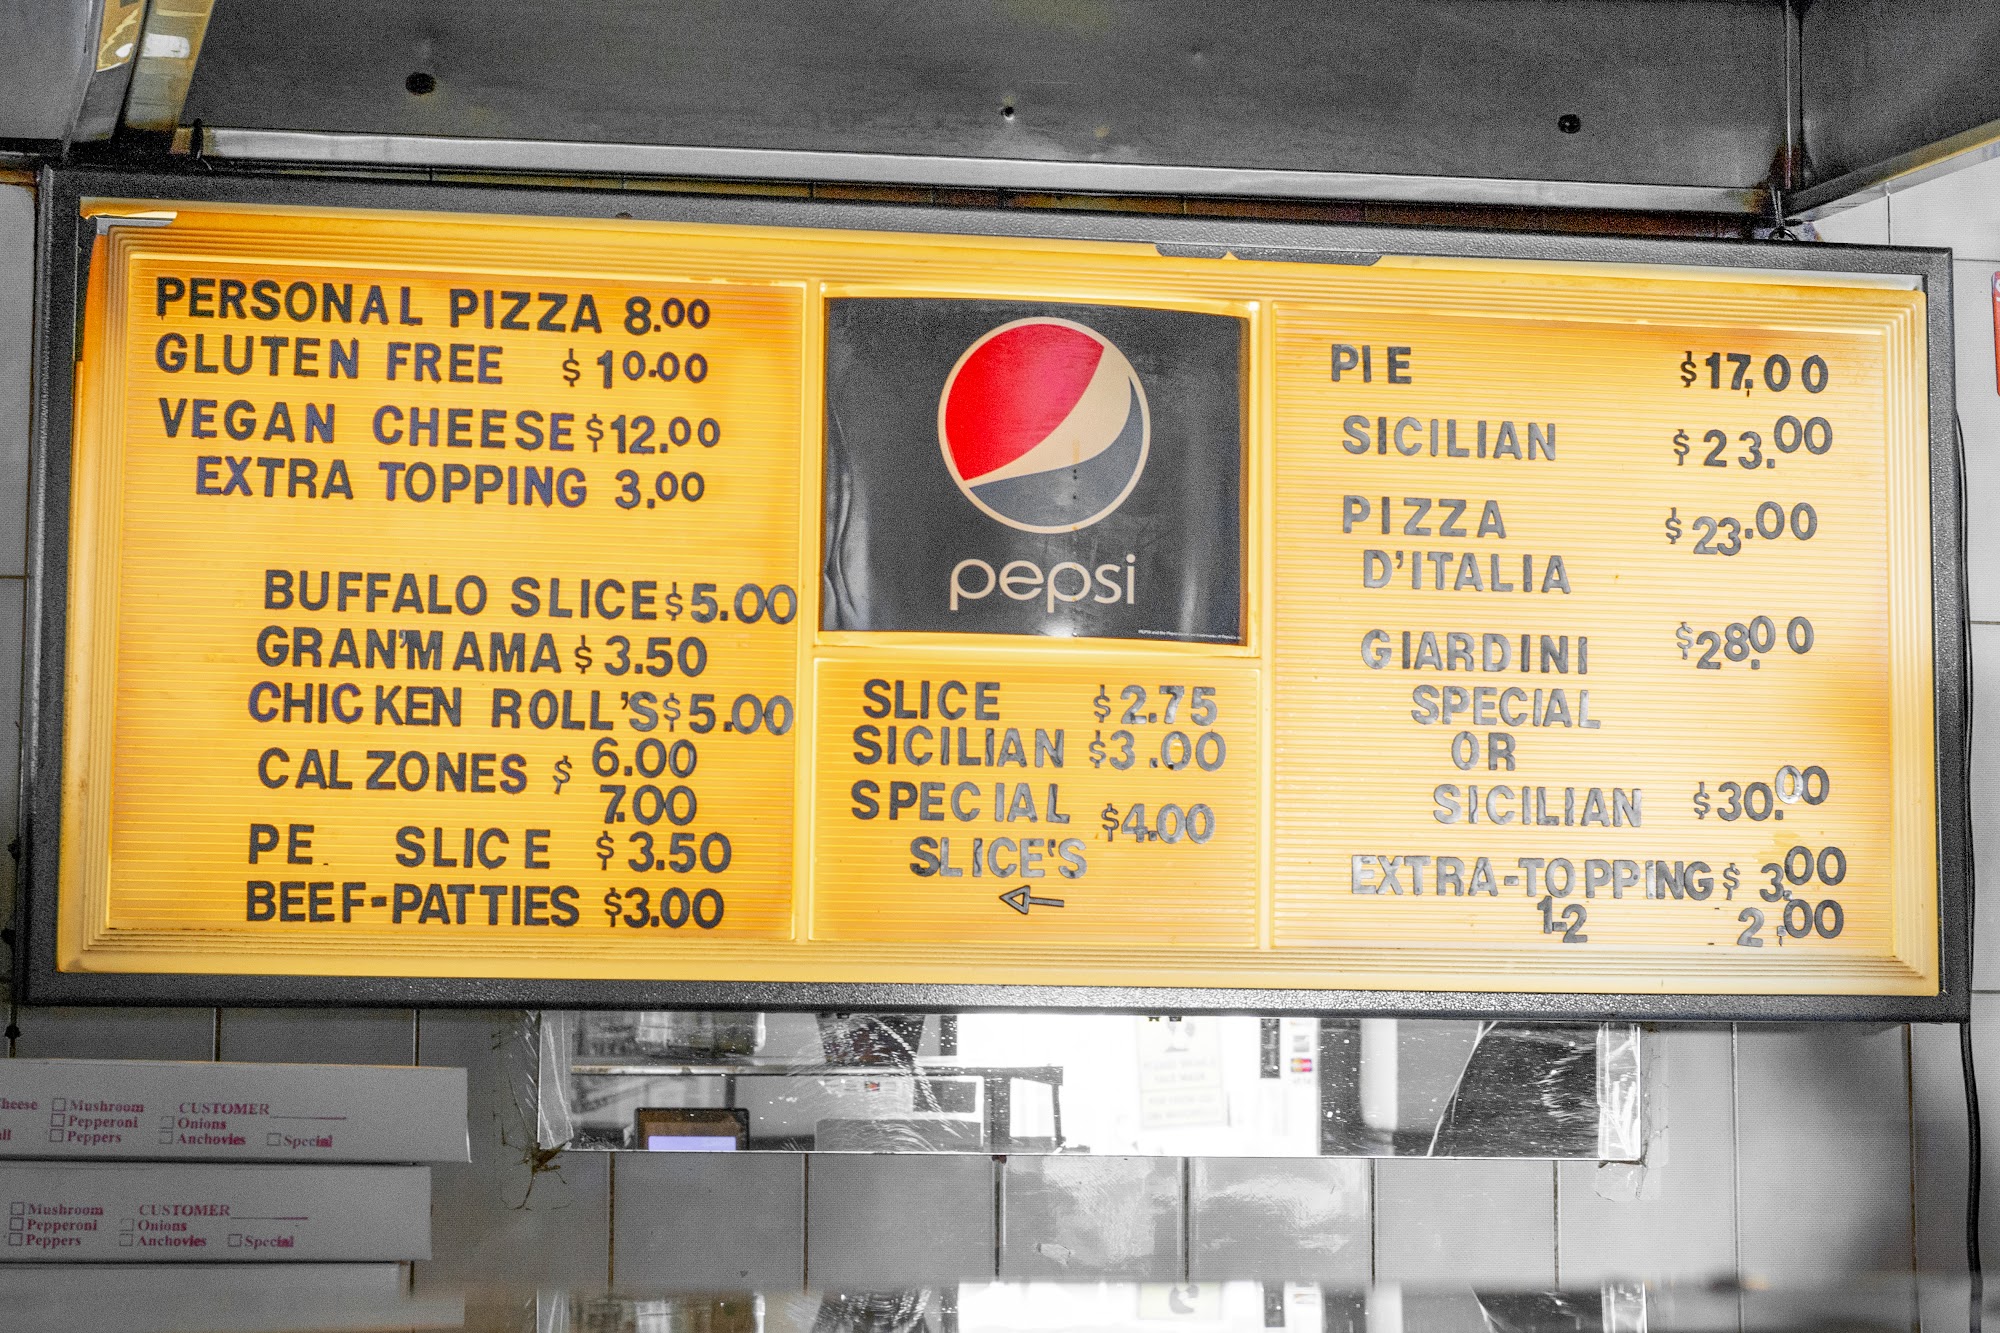 PERSONAL PIZZA 8.00
GLUTEN FREE $10.00
VEGAN CHEESE $12.00
EXTRA TOPPING 3.00
BUFFALO SLICE $5.00
GRAN'MAMA $3.50
CHICKEN ROLL'S $5.00
CALZONES $ 6.00
7.00
PE. SLICE $3.50
BEEF-PATTIES $3.00
pepsi
SLICE $2.75
SICILIAN $3.00
SPECIAL $4.00
SLICE'S
PIE $17.00
SICILIAN $23.00
PIZZA $23.00
D'ITALIA
GIARDINI $28.00
SPECIAL
OR
SICILIAN $30.00
EXTRA-TOPPING $3.00
1-2 2.00
Mushroom CUSTOMER
Pepperoni Onions
Peppers Anchovies Special
Mushroom CUSTOMER
Pepperoni Onions
Peppers Anchovies Special